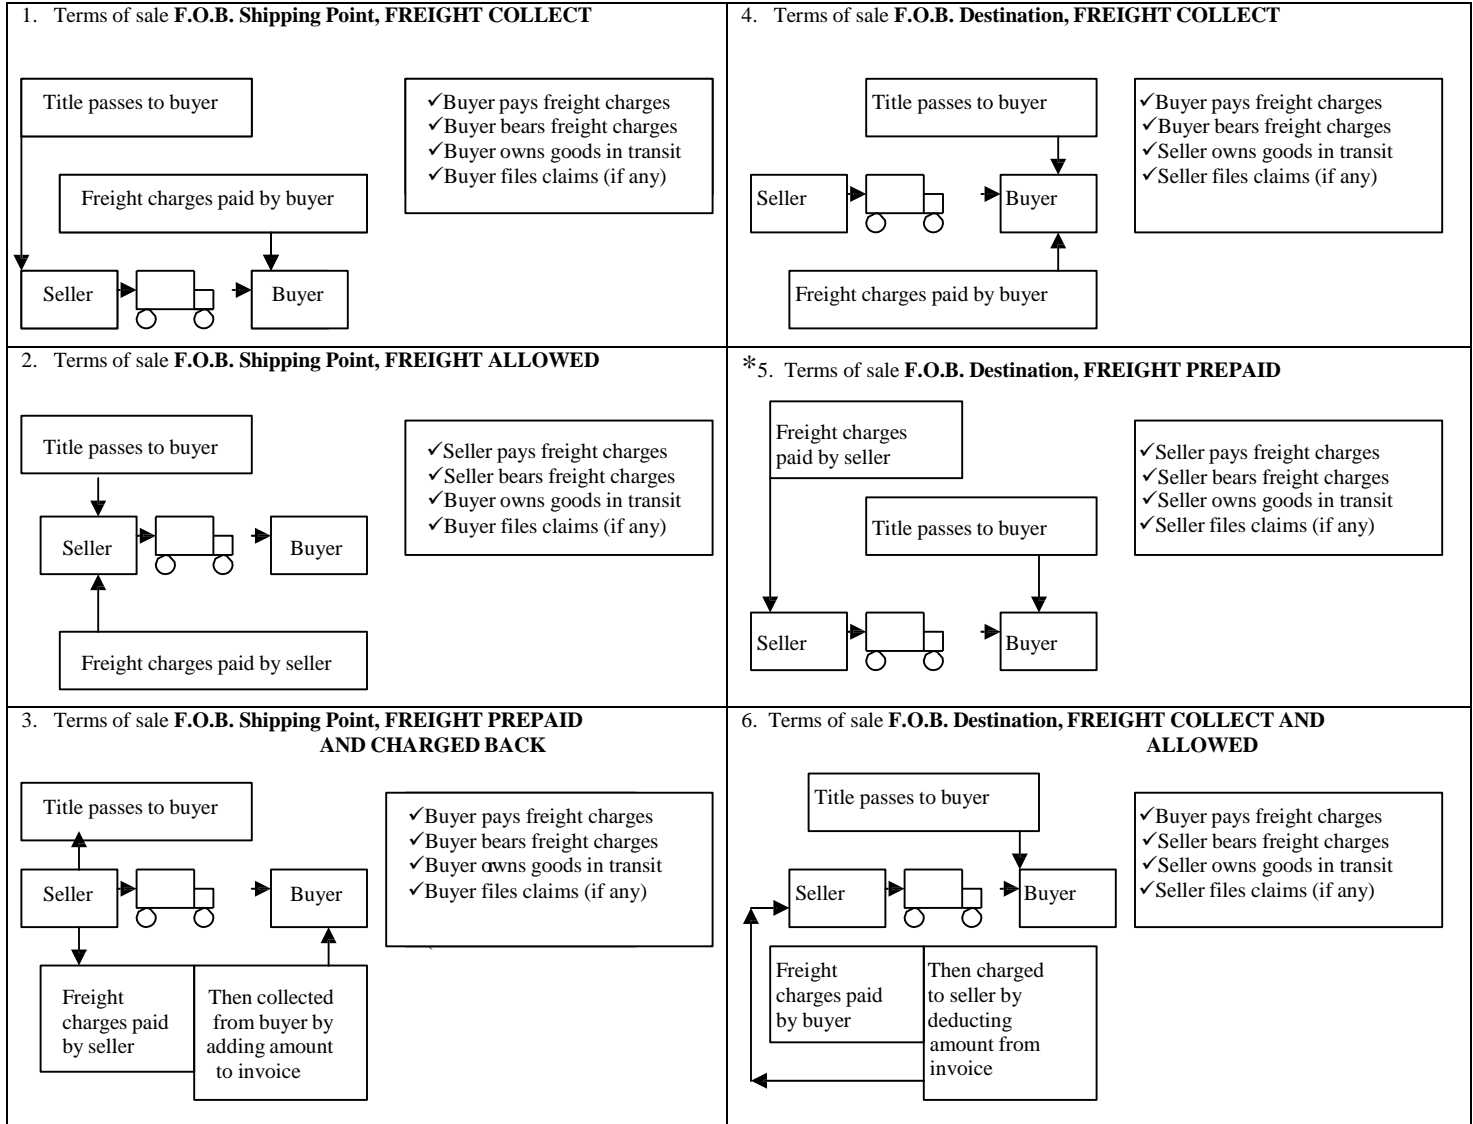 1. Terms of sale F.O.B. Shipping Point, FREIGHT COLLECT
Title passes to buyer
Freight charges paid by buyer
Seller
Buyer
✓Buyer pays freight charges
✓Buyer bears freight charges
✓Buyer owns goods in transit
✓Buyer files claims (if any)
4. Terms of sale F.O.B. Destination, FREIGHT COLLECT
Title passes to buyer
Seller
Buyer
Freight charges paid by buyer
✓Buyer pays freight charges
✓Buyer bears freight charges
✓Seller owns goods in transit
✓Seller files claims (if any)
2. Terms of sale F.O.B. Shipping Point, FREIGHT ALLOWED
Title passes to buyer
Seller
Buyer
Freight charges paid by seller
✓Seller pays freight charges
✓Seller bears freight charges
✓Buyer owns goods in transit
✓Buyer files claims (if any)
*5. Terms of sale F.O.B. Destination, FREIGHT PREPAID
Freight charges
paid by seller
Title passes to buyer
Seller
Buyer
✓Seller pays freight charges
✓Seller bears freight charges
✓Seller owns goods in transit
✓Seller files claims (if any)
3. Terms of sale F.O.B. Shipping Point, FREIGHT PREPAID
AND CHARGED BACK
Title passes to buyer
Seller
Buyer
Freight
charges paid
by seller
Then collected
from buyer by
adding amount
to invoice
✓Buyer pays freight charges
✓Buyer bears freight charges
✓Buyer owns goods in transit
✓Buyer files claims (if any)
6. Terms of sale F.O.B. Destination, FREIGHT COLLECT AND
ALLOWED
Title passes to buyer
Seller
Buyer
Freight
charges paid
by buyer
Then charged
to seller by
deducting
amount from
invoice
✓Buyer pays freight charges
✓Seller bears freight charges
✓Seller owns goods in transit
✓Seller files claims (if any)